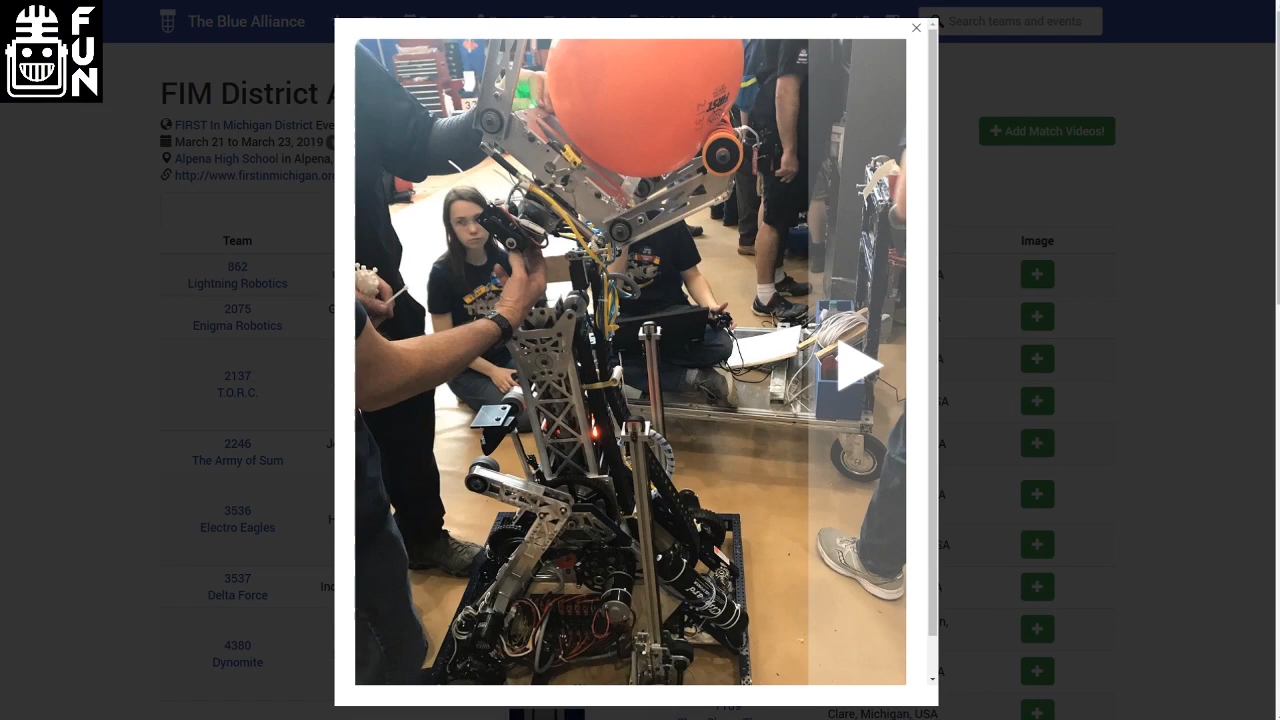 FUN
The Blue Alliance
Search teams and events
FIM District
FIRST In Michigan District Eve
March 21 to March 23, 2019
Add Match Videos!
Alpena High School in Alpena,
http://www.firstinmichigan.or
Team
Image
862
Lightning Robotics
2075
Enigma Robotics
2137
T.O.R.C.
2246
The Army of Sum
3536
Electro Eagles
3537
Delta Force
4380
Dynomite
Clare, Michigan, USA
FIRST